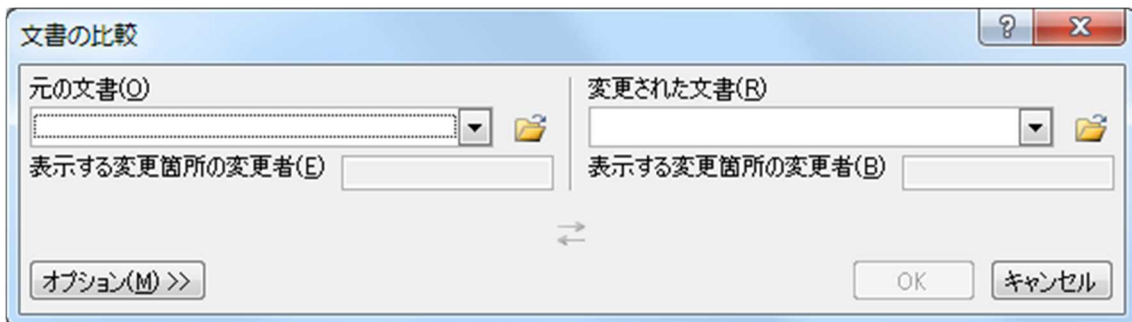 文書の比較
元の文書(O)
変更された文書(R)
表示する変更箇所の変更者(E)
表示する変更箇所の変更者(B)
オプション(M) >>
OK
キャンセル